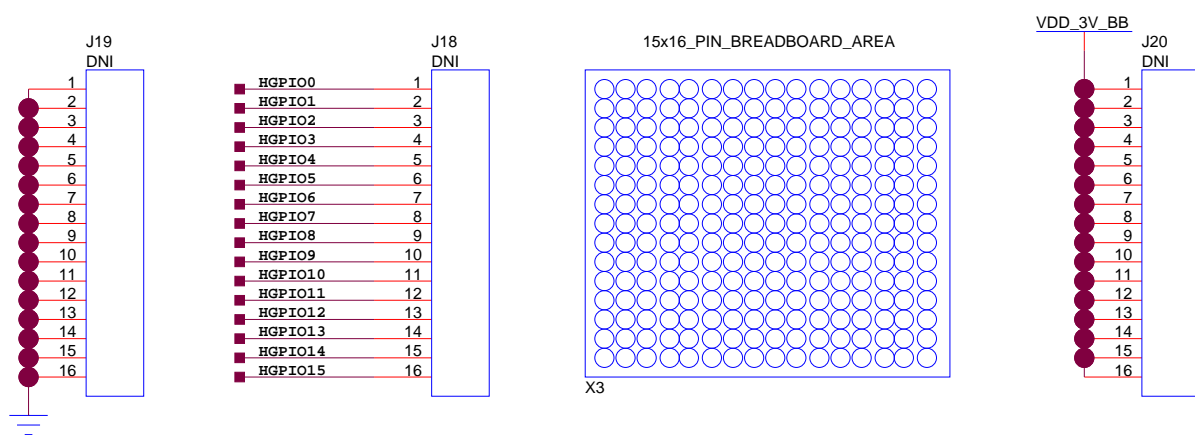 J19
DNI
1
2
3
4
5
6
7
8
9
10
11
12
13
14
15
16
J18
DNI
HGPIO0 1
HGPIO1 2
HGPIO2 3
HGPIO3 4
HGPIO4 5
HGPIO5 6
HGPIO6 7
HGPIO7 8
HGPIO8 9
HGPIO9 10
HGPIO10 11
HGPIO11 12
HGPIO12 13
HGPIO13 14
HGPIO14 15
HGPIO15 16
15x16_PIN_BREADBOARD_AREA
X3
VDD_3V_BB
J20
DNI
1
2
3
4
5
6
7
8
9
10
11
12
13
14
15
16